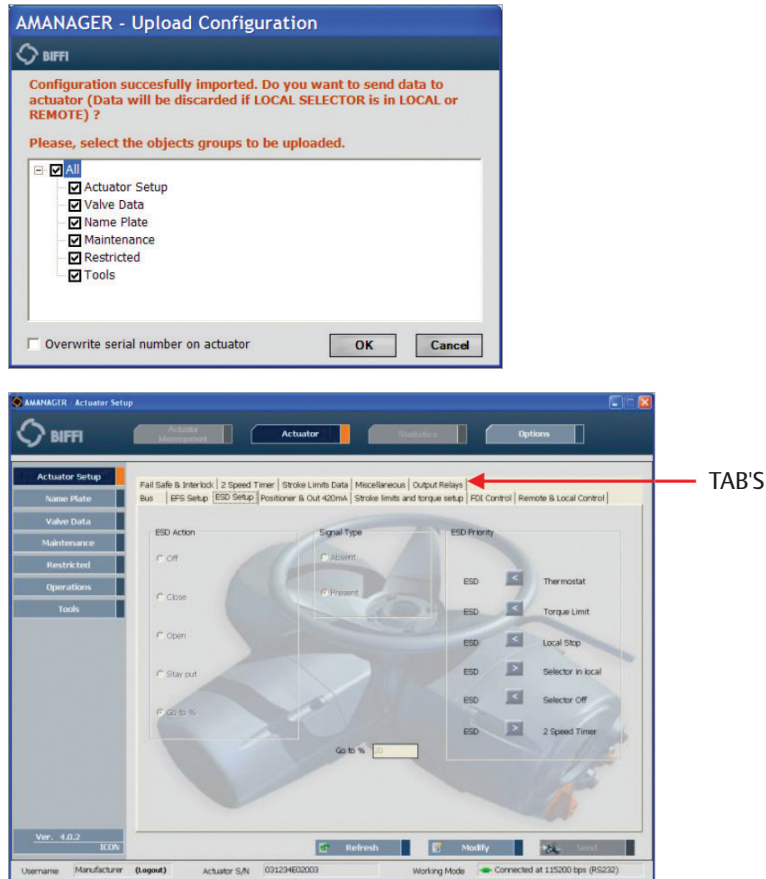 AMANAGER - Upload Configuration
BIFFI
Configuration succesfully imported. Do you want to send data to
actuator (Data will be discarded if LOCAL SELECTOR is in LOCAL or
REMOTE) ?
Please, select the objects groups to be uploaded.
All
Actuator Setup
Valve Data
Name Plate
Maintenance
Restricted
Tools
Overwrite serial number on actuator
OK Cancel
AMANAGER - Actuator Setup
BIFFI
Actuator Management Actuator Statistics Options
TAB'S
Actuator Setup
Name Plate
Valve Data
Maintenance
Restricted
Operations
Tools
Fail Safe & Interlock 2 Speed Timer Stroke Limits Data Miscellaneous Output Relays
Bus EFS Setup ESD Setup Positioner & Out 420mA Stroke limits and torque setup FDI Control Remote & Local Control
ESD Action
Off
Close
Open
Stay put
Go to %
Signal Type
Absent
Present
ESD Priority
ESD < Thermostat
ESD < Torque Limit
ESD < Local Stop
ESD > Selector in local
ESD < Selector Off
ESD > 2 Speed Timer
Go to % 20
Ver. 4.0.2
ICON
Refresh Modify Send
Username Manufacturer (Logout) Actuator S/N 031234E02003 Working Mode Connected at 115200 bps (RS232)